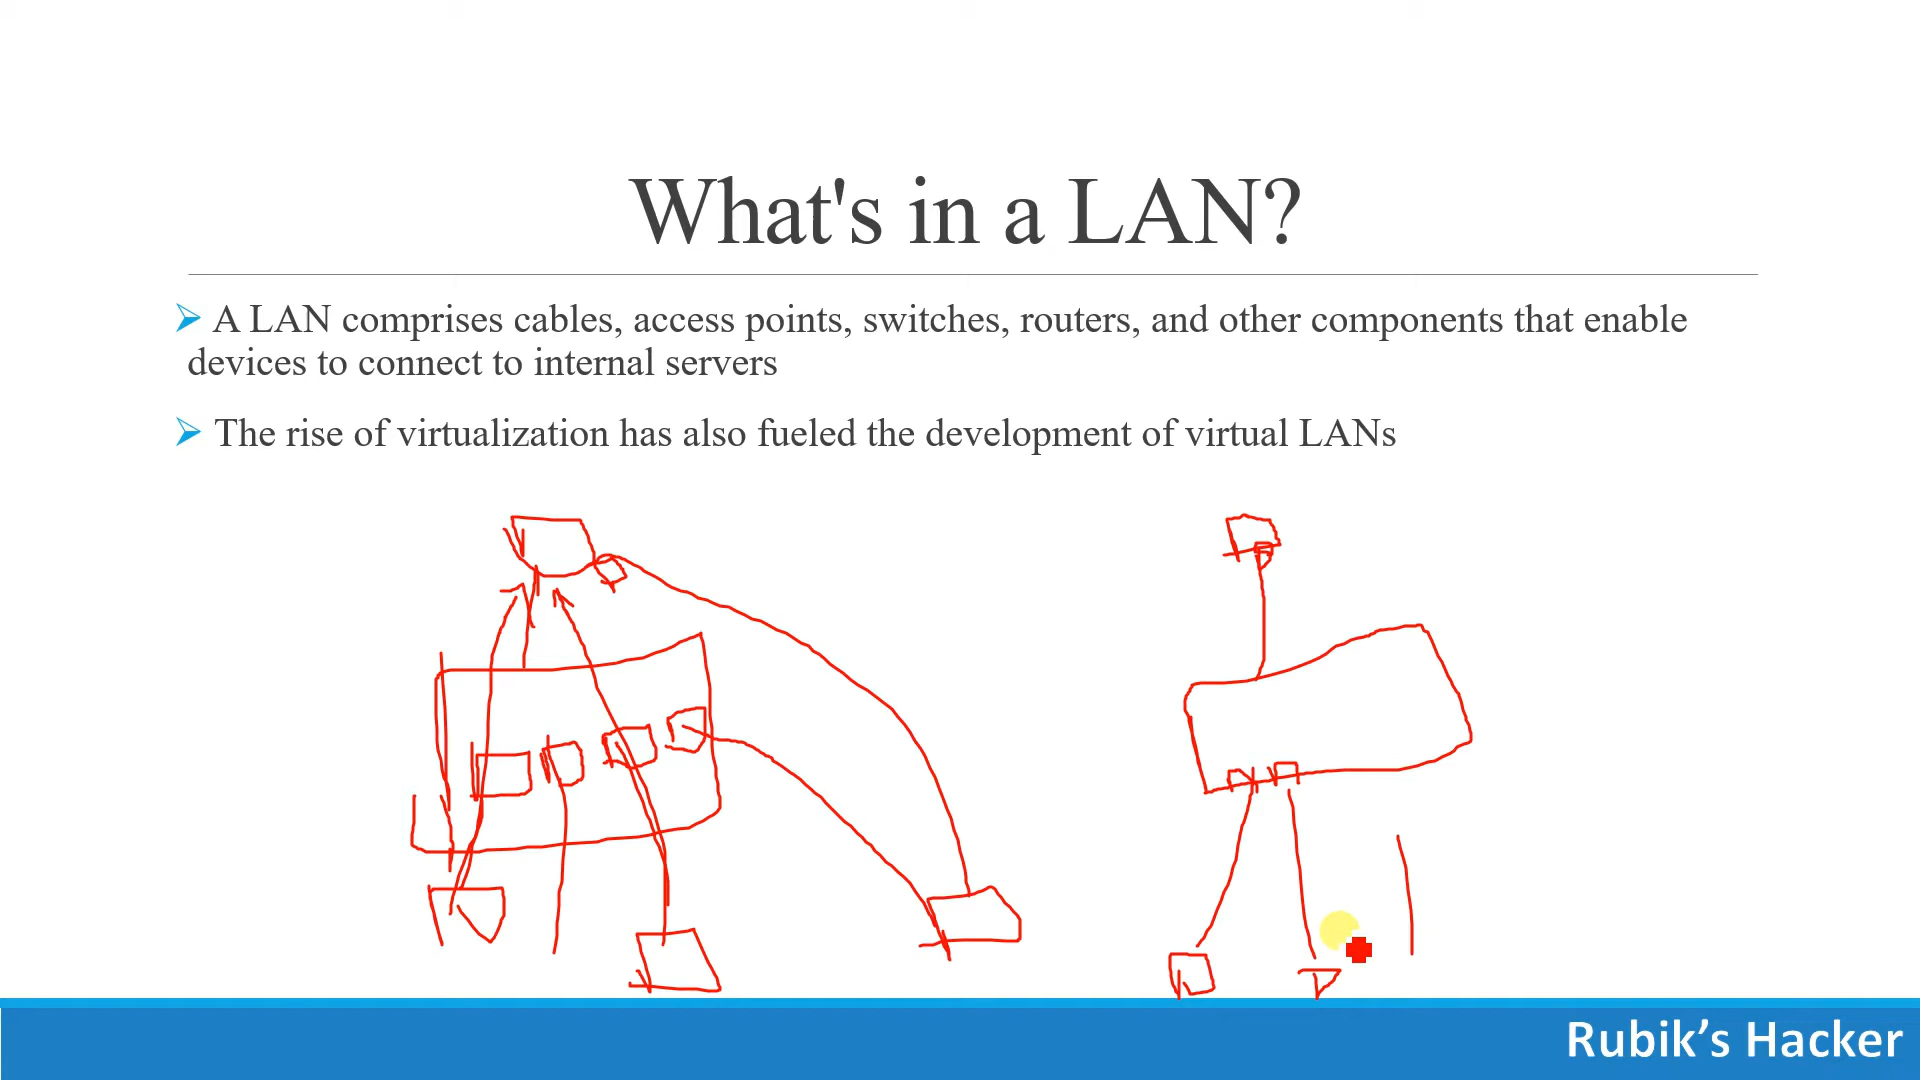 What's in a LAN?
A LAN comprises cables, access points, switches, routers, and other components that enable
devices to connect to internal servers
The rise of virtualization has also fueled the development of virtual LANs
Rubik’s Hacker